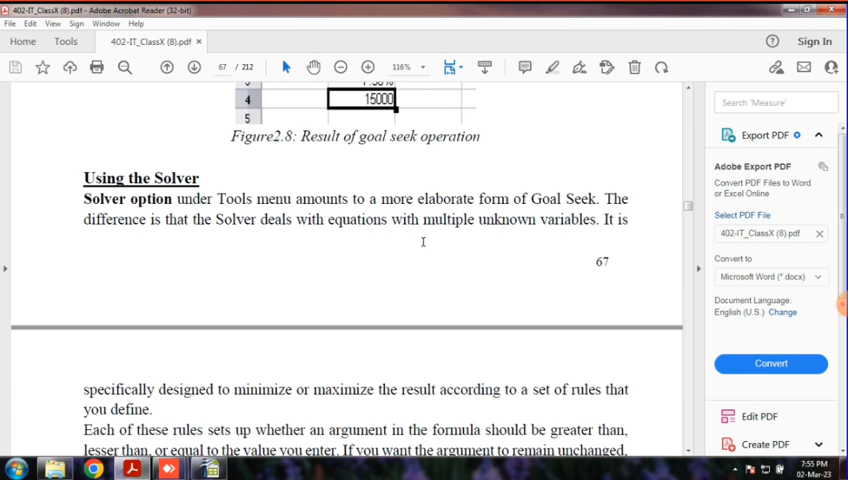 402-IT_ClassX (8).pdf - Adobe Acrobat Reader (32-bit)
File Edit View Sign Window Help
Home Tools 402-IT_ClassX (8).pdf × Sign In
67 / 212 116%
4 15000
5
Figure2.8: Result of goal seek operation
Using the Solver
Solver option under Tools menu amounts to a more elaborate form of Goal Seek. The
difference is that the Solver deals with equations with multiple unknown variables. It is
67
specifically designed to minimize or maximize the result according to a set of rules that
you define.
Each of these rules sets up whether an argument in the formula should be greater than,
lesser than, or equal to the value you enter. If you want the argument to remain unchanged,
Search 'Measure'
Export PDF
Adobe Export PDF
Convert PDF Files to Word
or Excel Online
Select PDF File
402-IT_ClassX (8).pdf
Convert to
Microsoft Word (*.docx)
Document Language:
English (U.S.) Change
Convert
Edit PDF
Create PDF
7:55 PM
02-Mar-23